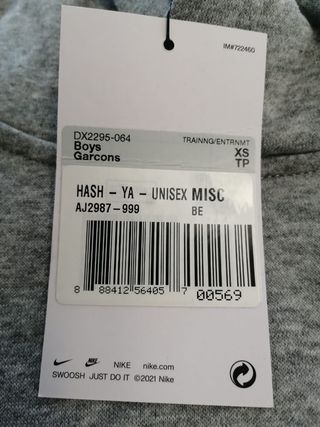 IM#722460
DX2295-064 TRAINNG/ENTRNMT
Boys XS
Garcons TP
HASH - YA - UNISEX MISC
AJ2987-999 BE
8 88412 56405 7 00569
NIKE nike.com
SWOOSH JUST DO IT ©2021 Nike